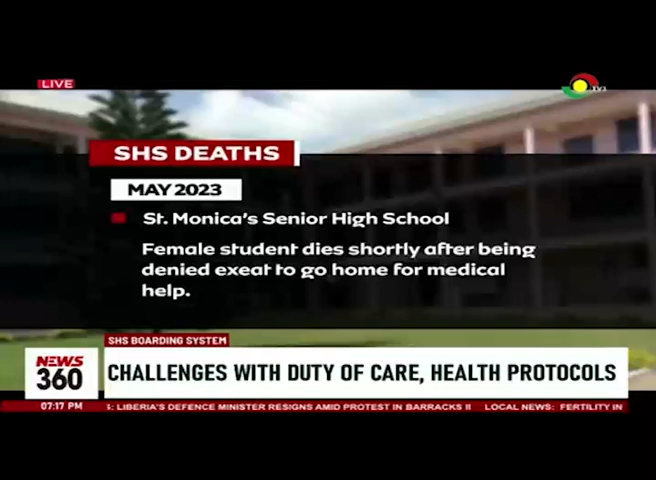 LIVE
TV3
SHS DEATHS
MAY 2023
St. Monica's Senior High School
Female student dies shortly after being
denied exeat to go home for medical
help.
SHS BOARDING SYSTEM
NEWS
360
CHALLENGES WITH DUTY OF CARE, HEALTH PROTOCOLS
07:17 PM
S: LIBERIA'S DEFENCE MINISTER RESIGNS AMID PROTEST IN BARRACKS II LOCAL NEWS: FERTILITY IN